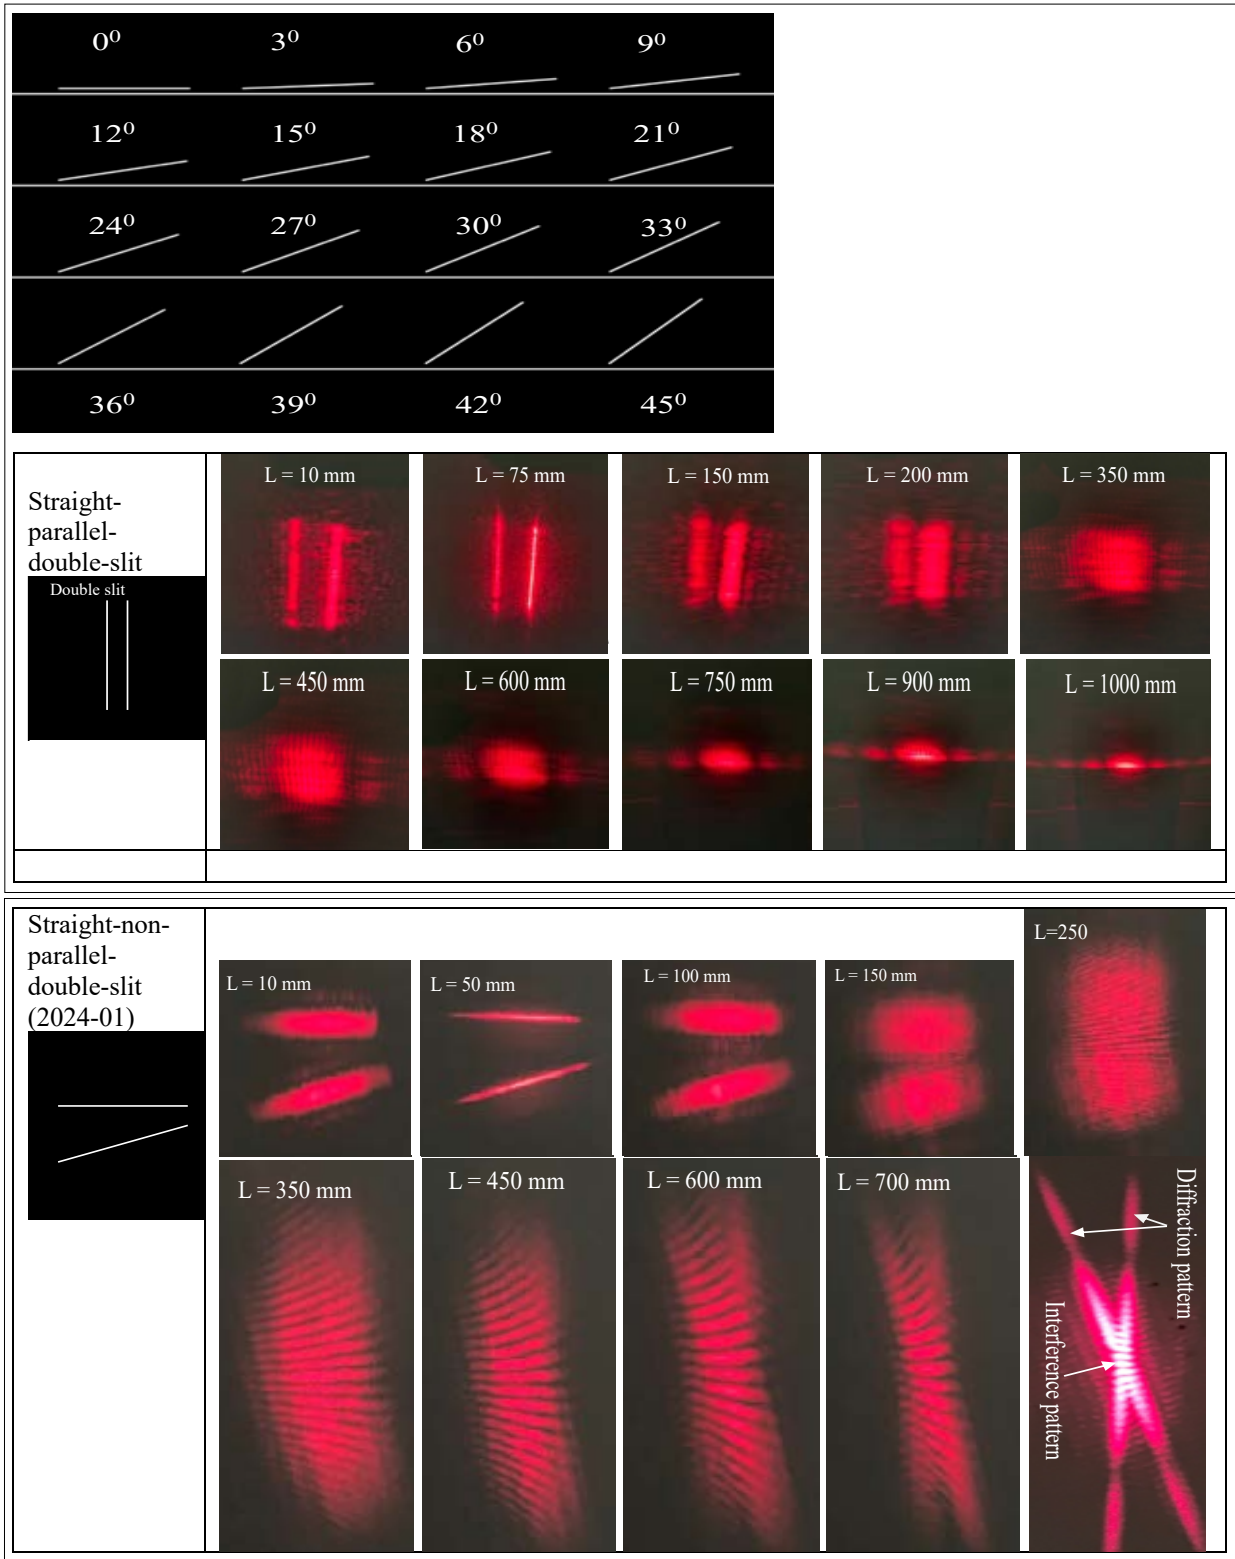 0⁰ 3⁰ 6⁰ 9⁰
12⁰ 15⁰ 18⁰ 21⁰
24⁰ 27⁰ 30⁰ 33⁰
36⁰ 39⁰ 42⁰ 45⁰
Straight-
parallel-
double-slit
Double slit
L = 10 mm
L = 75 mm
L = 150 mm
L = 200 mm
L = 350 mm
L = 450 mm
L = 600 mm
L = 750 mm
L = 900 mm
L = 1000 mm
Straight-non-
parallel-
double-slit
(2024-01)
L = 10 mm
L = 50 mm
L = 100 mm
L = 150 mm
L=250
L = 350 mm
L = 450 mm
L = 600 mm
L = 700 mm
Diffraction pattern
Interference pattern